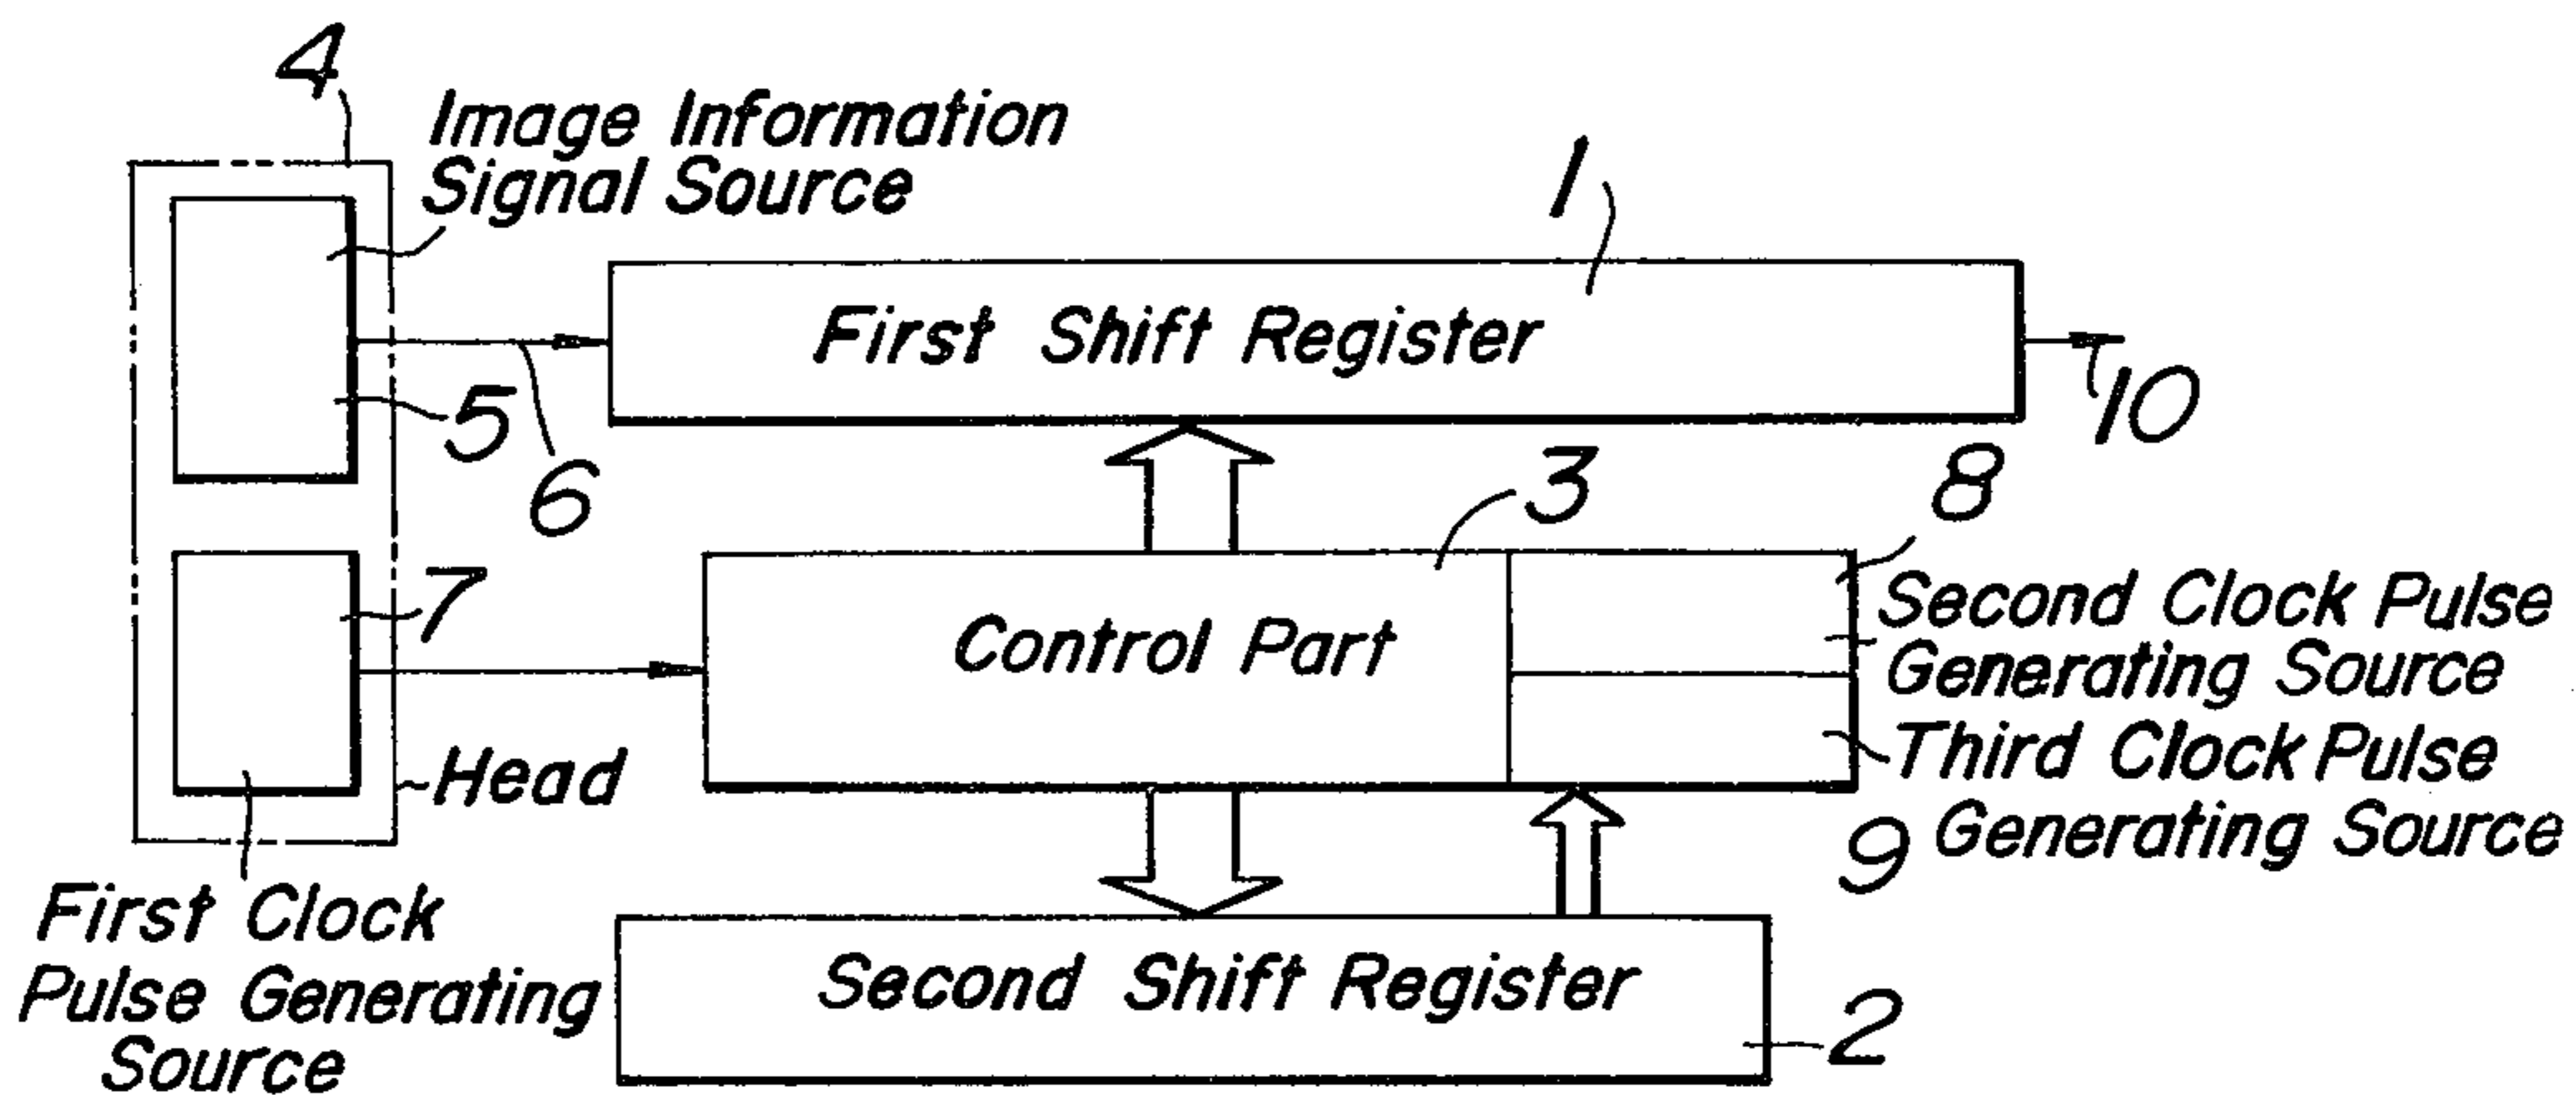 4
Image Information
Signal Source
1
First Shift Register
10
5
6
3
8
7
Control Part
Second Clock Pulse
Generating Source
Third Clock Pulse
Generating Source
9
Head
First Clock
Pulse Generating
Source
Second Shift Register
2